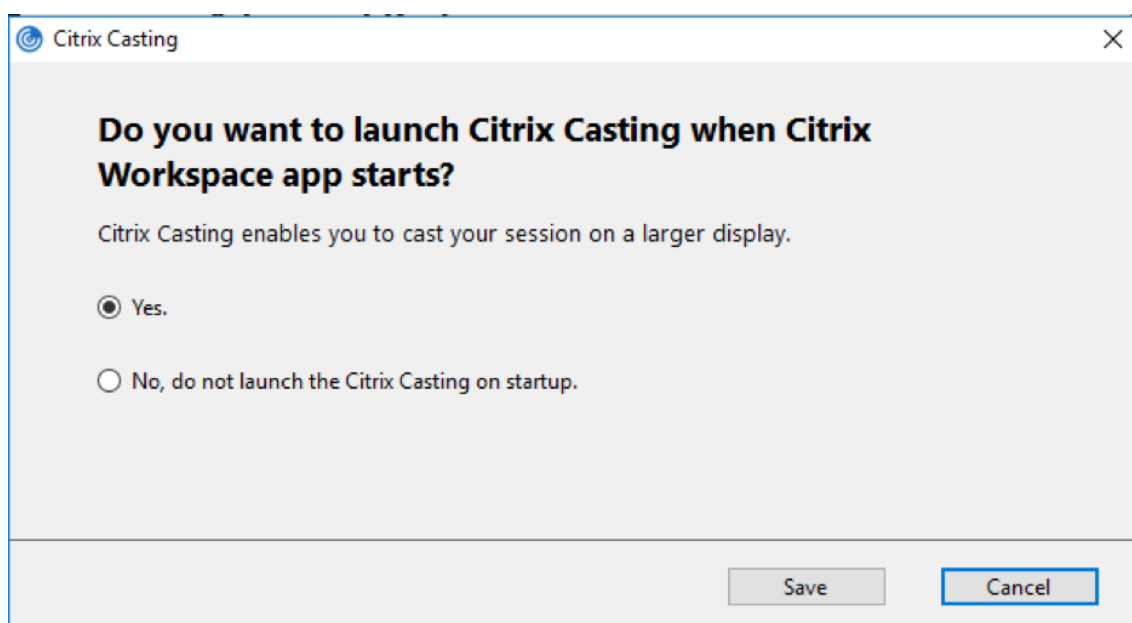 Citrix Casting
Do you want to launch Citrix Casting when Citrix
Workspace app starts?
Citrix Casting enables you to cast your session on a larger display.
Yes.
No, do not launch the Citrix Casting on startup.
Save
Cancel